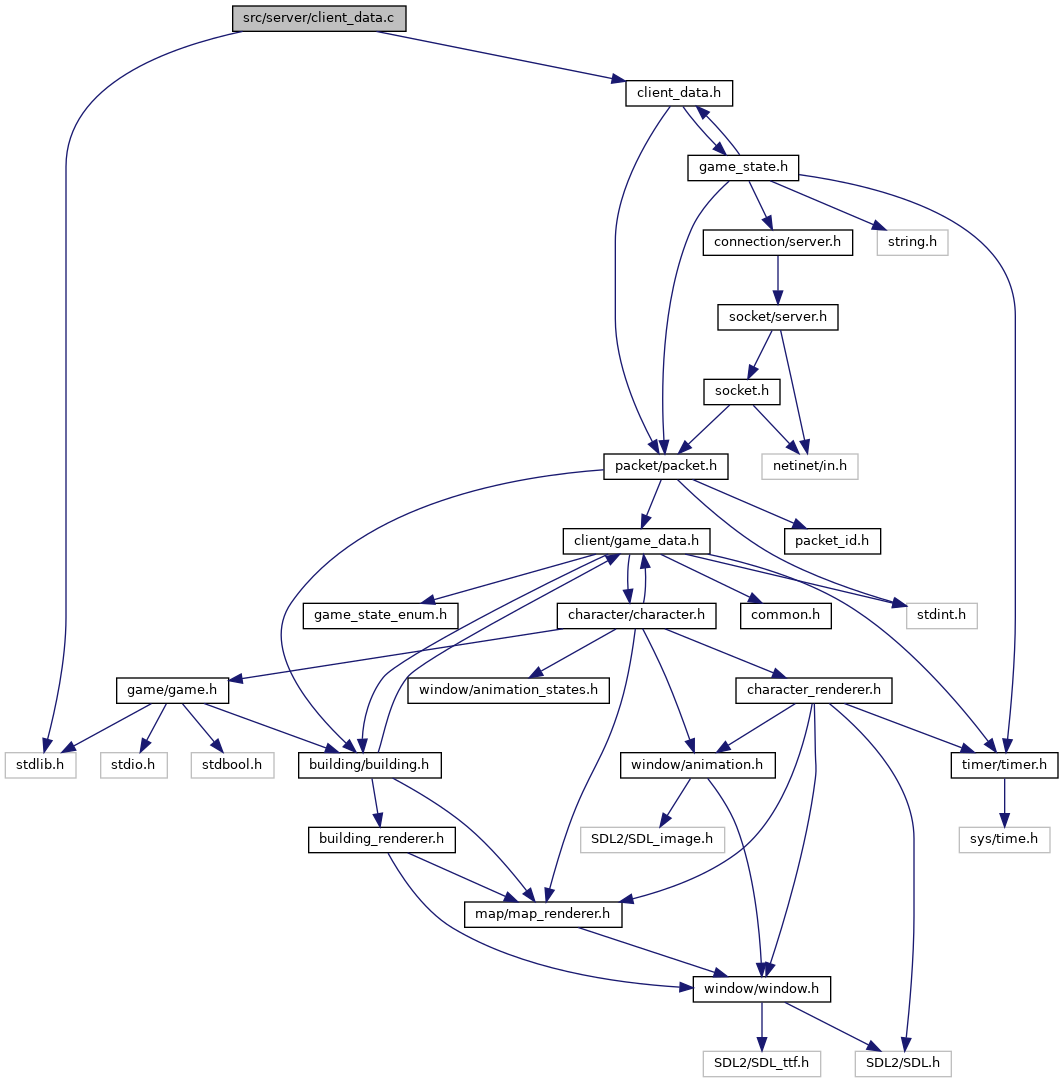 src/server/client_data.c
client_data.h
game_state.h
connection/server.h
string.h
socket/server.h
socket.h
packet/packet.h
netinet/in.h
client/game_data.h
packet_id.h
game_state_enum.h
character/character.h
common.h
stdint.h
game/game.h
window/animation_states.h
character_renderer.h
stdlib.h
stdio.h
stdbool.h
building/building.h
window/animation.h
timer/timer.h
building_renderer.h
SDL2/SDL_image.h
sys/time.h
map/map_renderer.h
window/window.h
SDL2/SDL_ttf.h
SDL2/SDL.h